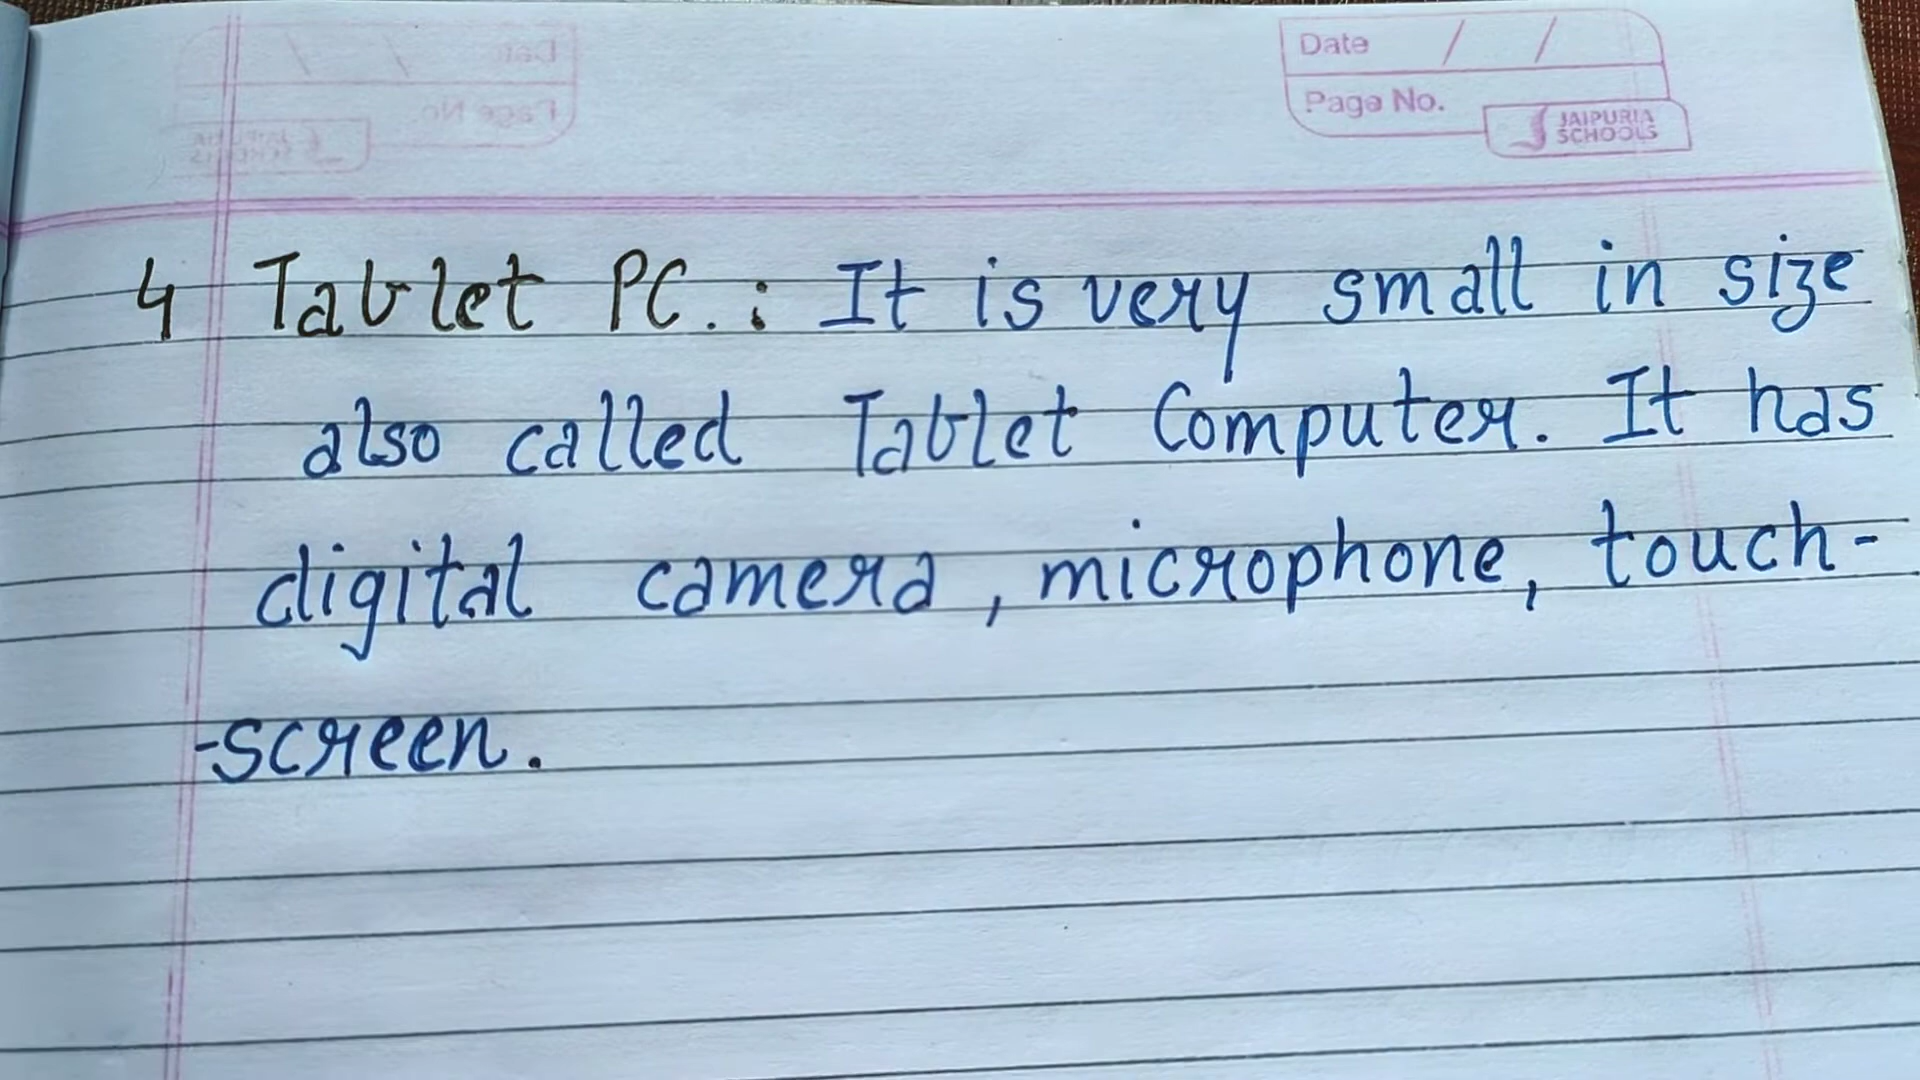 Date / /
Page No.
JAIPURIA
SCHOOLS
4 Tablet PC. : It is very small in size
also called Tablet Computer. It has
digital camera, microphone, touch-
-screen.